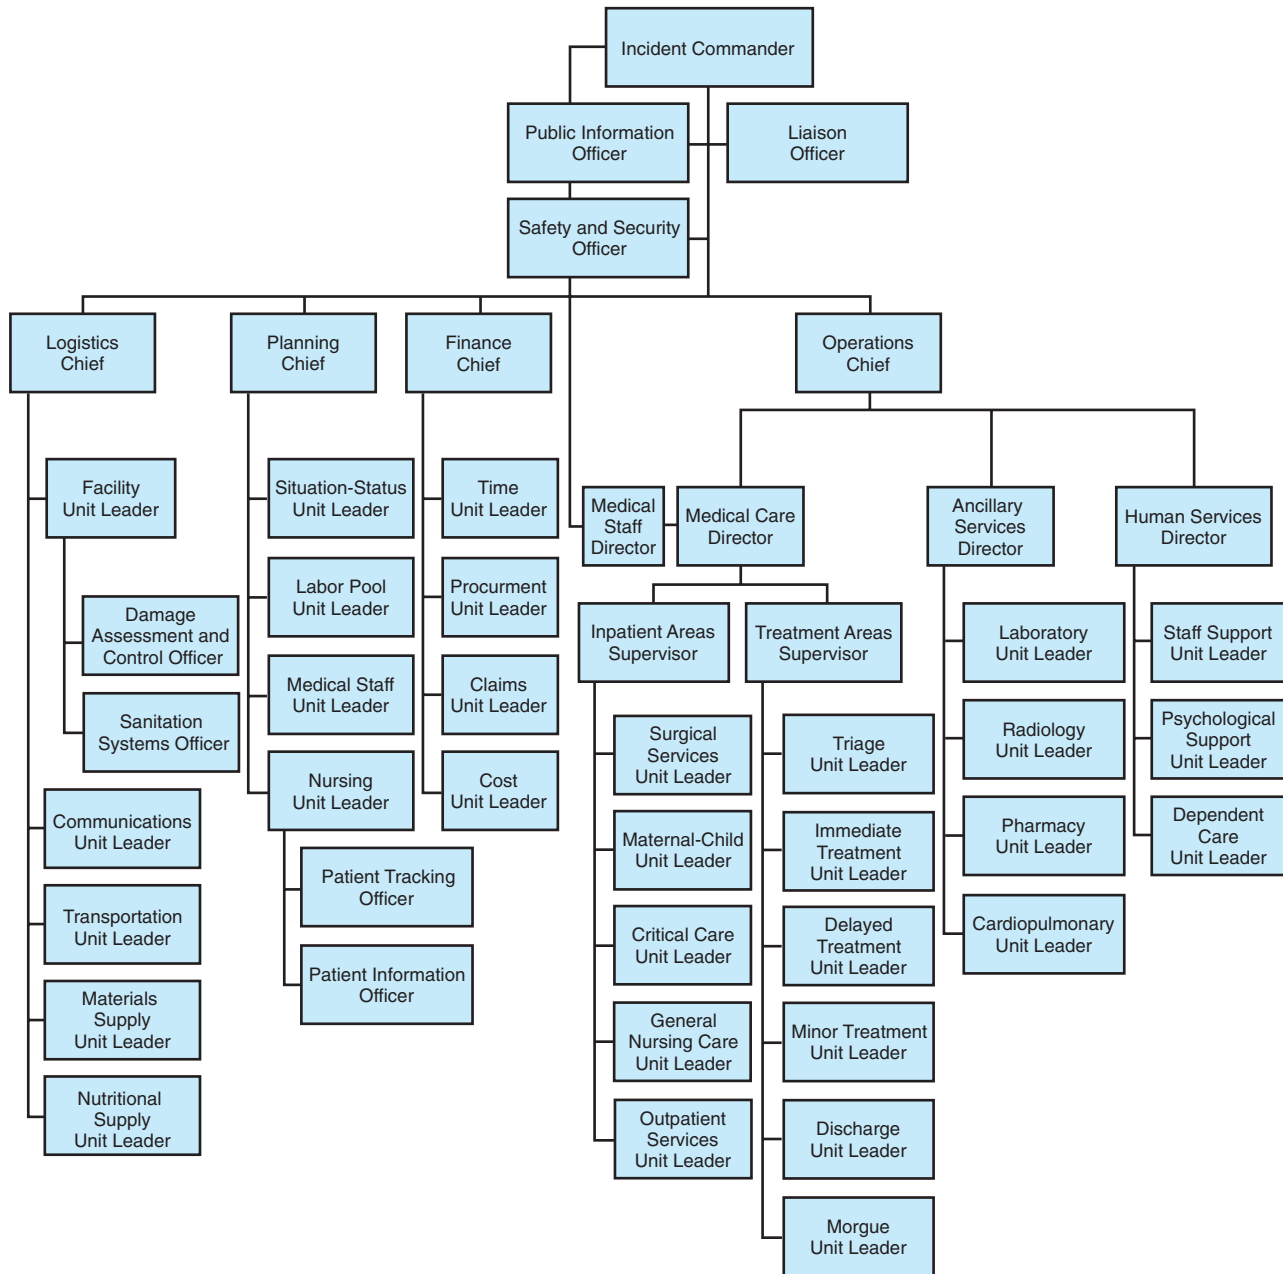 Incident Commander
Public Information
Officer
Liaison
Officer
Safety and Security
Officer
Logistics
Chief
Planning
Chief
Finance
Chief
Operations
Chief
Facility
Unit Leader
Damage
Assessment and
Control Officer
Sanitation
Systems Officer
Communications
Unit Leader
Transportation
Unit Leader
Materials
Supply
Unit Leader
Nutritional
Supply
Unit Leader
Situation-Status
Unit Leader
Labor Pool
Unit Leader
Medical Staff
Unit Leader
Nursing
Unit Leader
Patient Tracking
Officer
Patient Information
Officer
Time
Unit Leader
Procurment
Unit Leader
Claims
Unit Leader
Cost
Unit Leader
Medical
Staff
Director
Medical Care
Director
Inpatient Areas
Supervisor
Surgical
Services
Unit Leader
Maternal-Child
Unit Leader
Critical Care
Unit Leader
General
Nursing Care
Unit Leader
Outpatient
Services
Unit Leader
Treatment Areas
Supervisor
Triage
Unit Leader
Immediate
Treatment
Unit Leader
Delayed
Treatment
Unit Leader
Minor Treatment
Unit Leader
Discharge
Unit Leader
Morgue
Unit Leader
Ancillary
Services
Director
Laboratory
Unit Leader
Radiology
Unit Leader
Pharmacy
Unit Leader
Cardiopulmonary
Unit Leader
Human Services
Director
Staff Support
Unit Leader
Psychological
Support
Unit Leader
Dependent
Care
Unit Leader